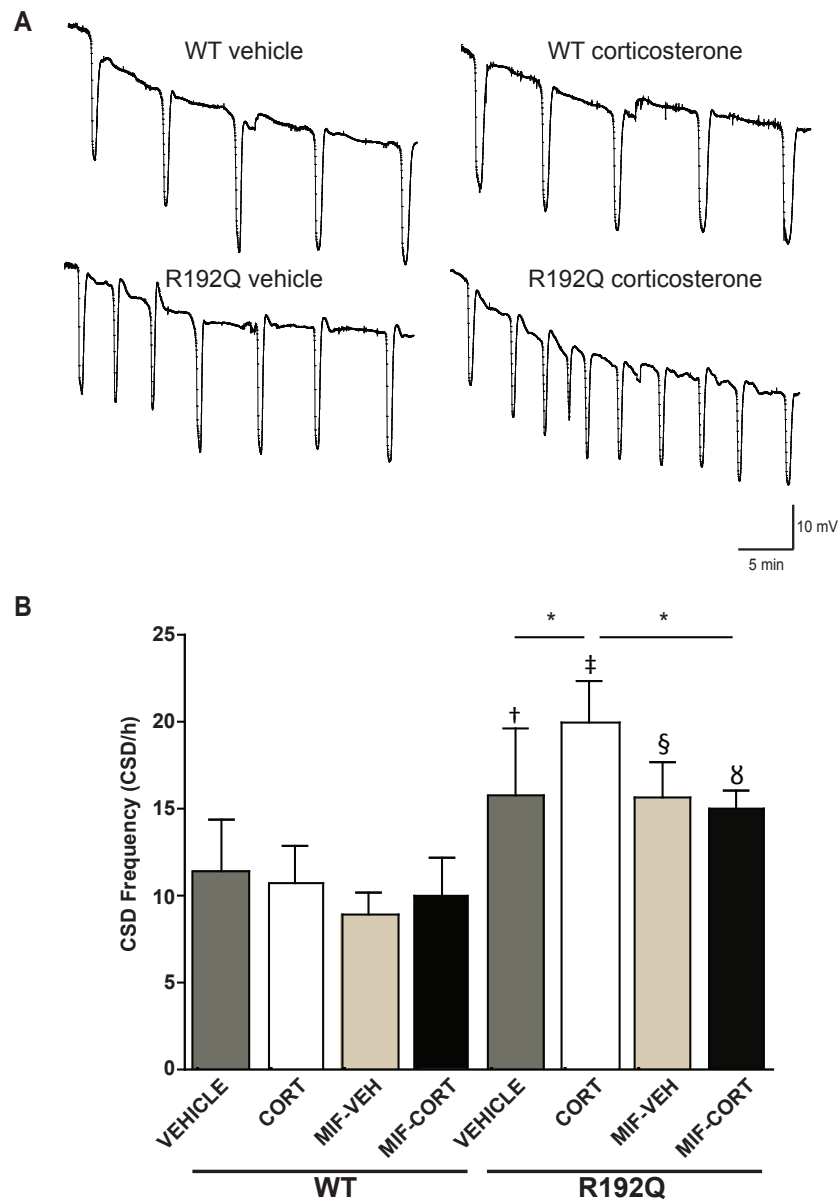 A
WT vehicle
WT corticosterone
R192Q vehicle
R192Q corticosterone
10 mV
5 min
B
25
20
15
10
5
0
CSD Frequency (CSD/h)
* *
†
‡
§
Ȣ
VEHICLE
CORT
MIF-VEH
MIF-CORT
VEHICLE
CORT
MIF-VEH
MIF-CORT
WT
R192Q